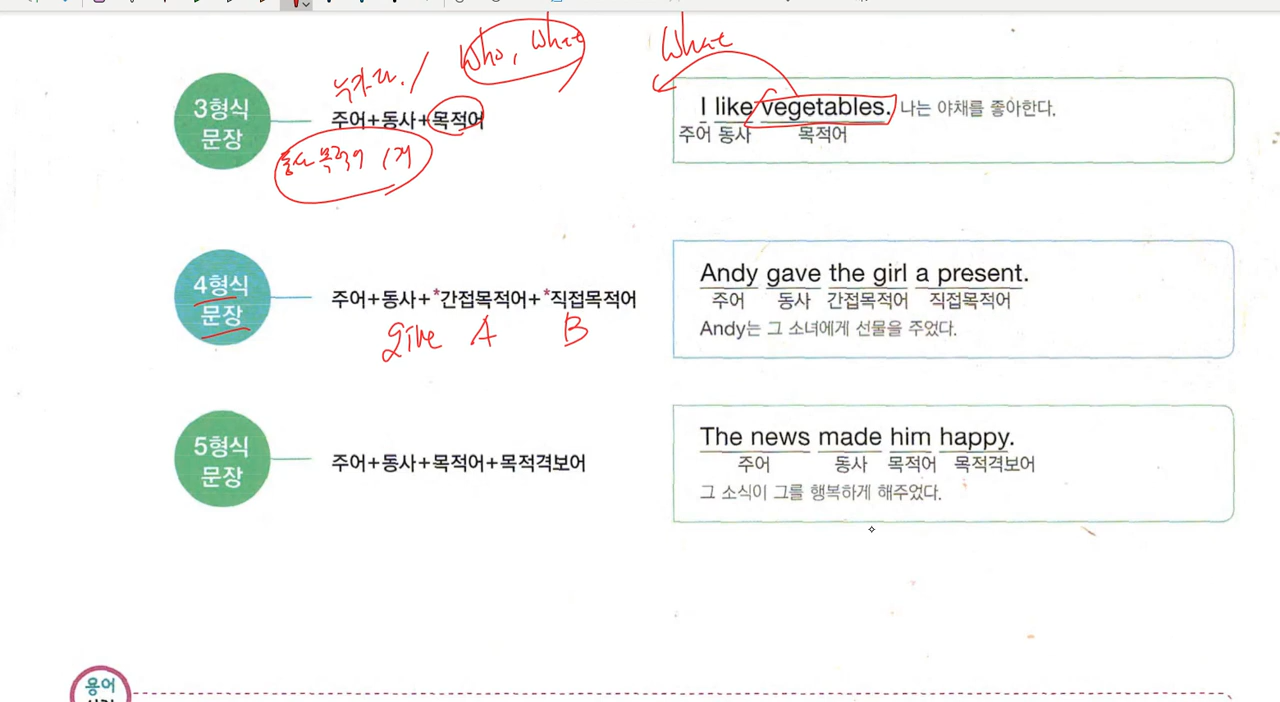 Who, What
What
3형식
문장
주어+동사+목적어
I like vegetables. 나는 야채를 좋아한다.
주어 동사 목적어
목적어 1개
4형식
문장
주어+동사+*간접목적어+*직접목적어
give A B
Andy gave the girl a present.
주어 동사 간접목적어 직접목적어
Andy는 그 소녀에게 선물을 주었다.
5형식
문장
주어+동사+목적어+목적격보어
The news made him happy.
주어 동사 목적어 목적격보어
그 소식이 그를 행복하게 해주었다.
용어